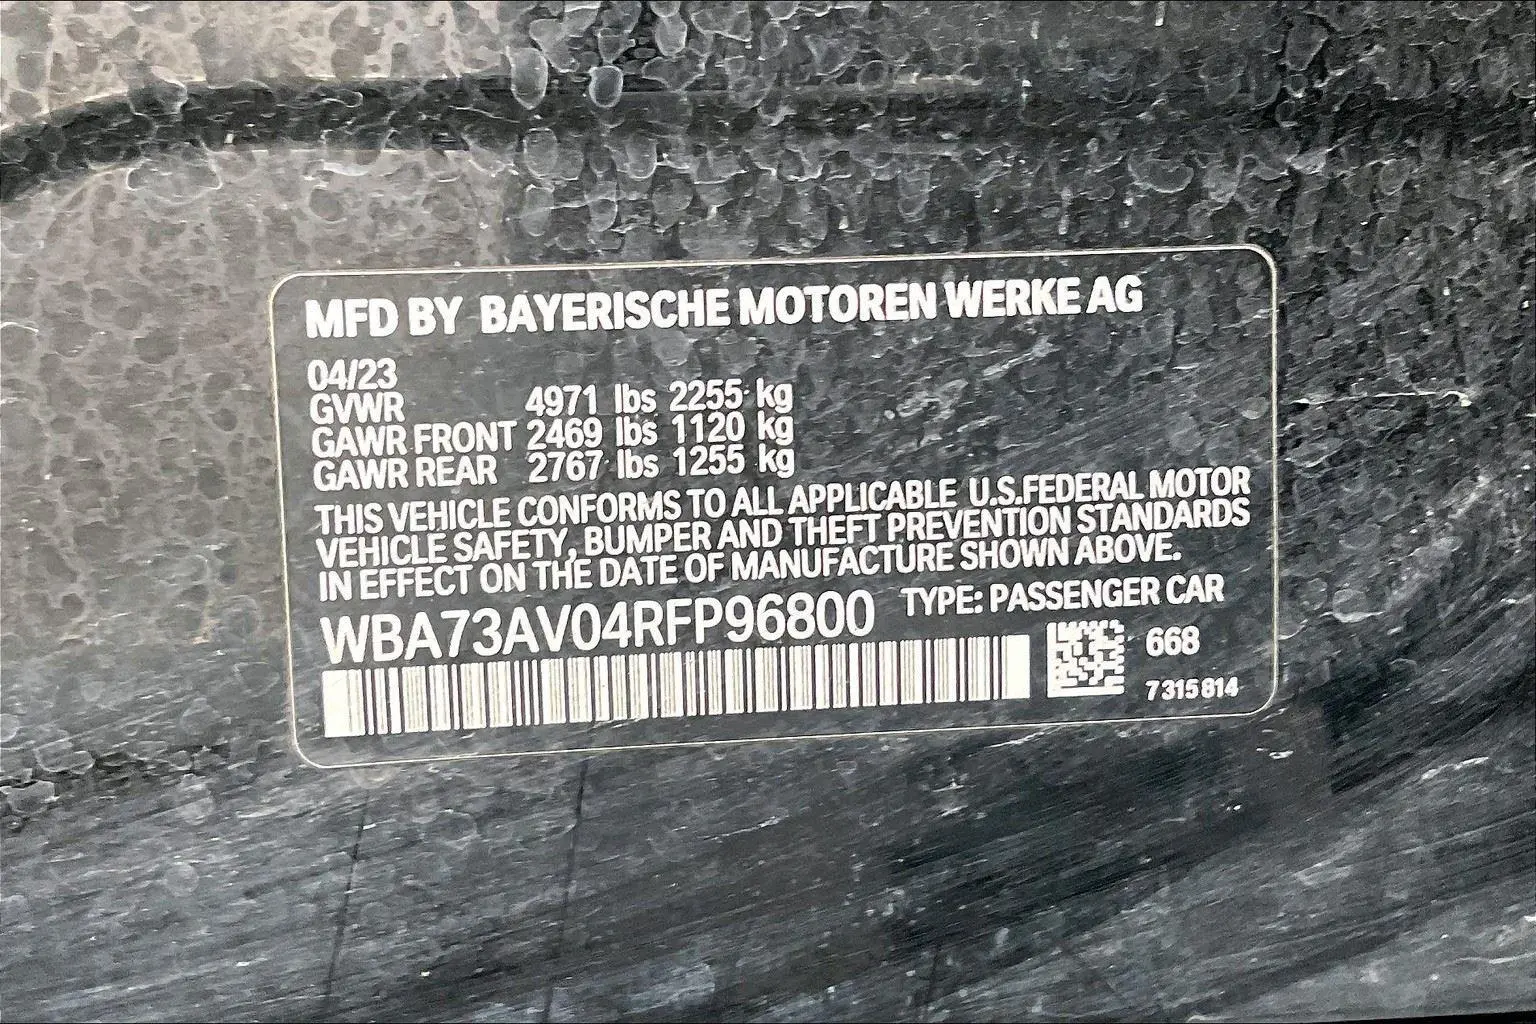 MFD BY BAYERISCHE MOTOREN WERKE AG
04/23
GVWR 4971 lbs 2255 kg
GAWR FRONT 2469 lbs 1120 kg
GAWR REAR 2767 lbs 1255 kg
THIS VEHICLE CONFORMS TO ALL APPLICABLE U.S.FEDERAL MOTOR
VEHICLE SAFETY, BUMPER AND THEFT PREVENTION STANDARDS
IN EFFECT ON THE DATE OF MANUFACTURE SHOWN ABOVE.
WBA73AV04RFP96800 TYPE: PASSENGER CAR
668
7315814